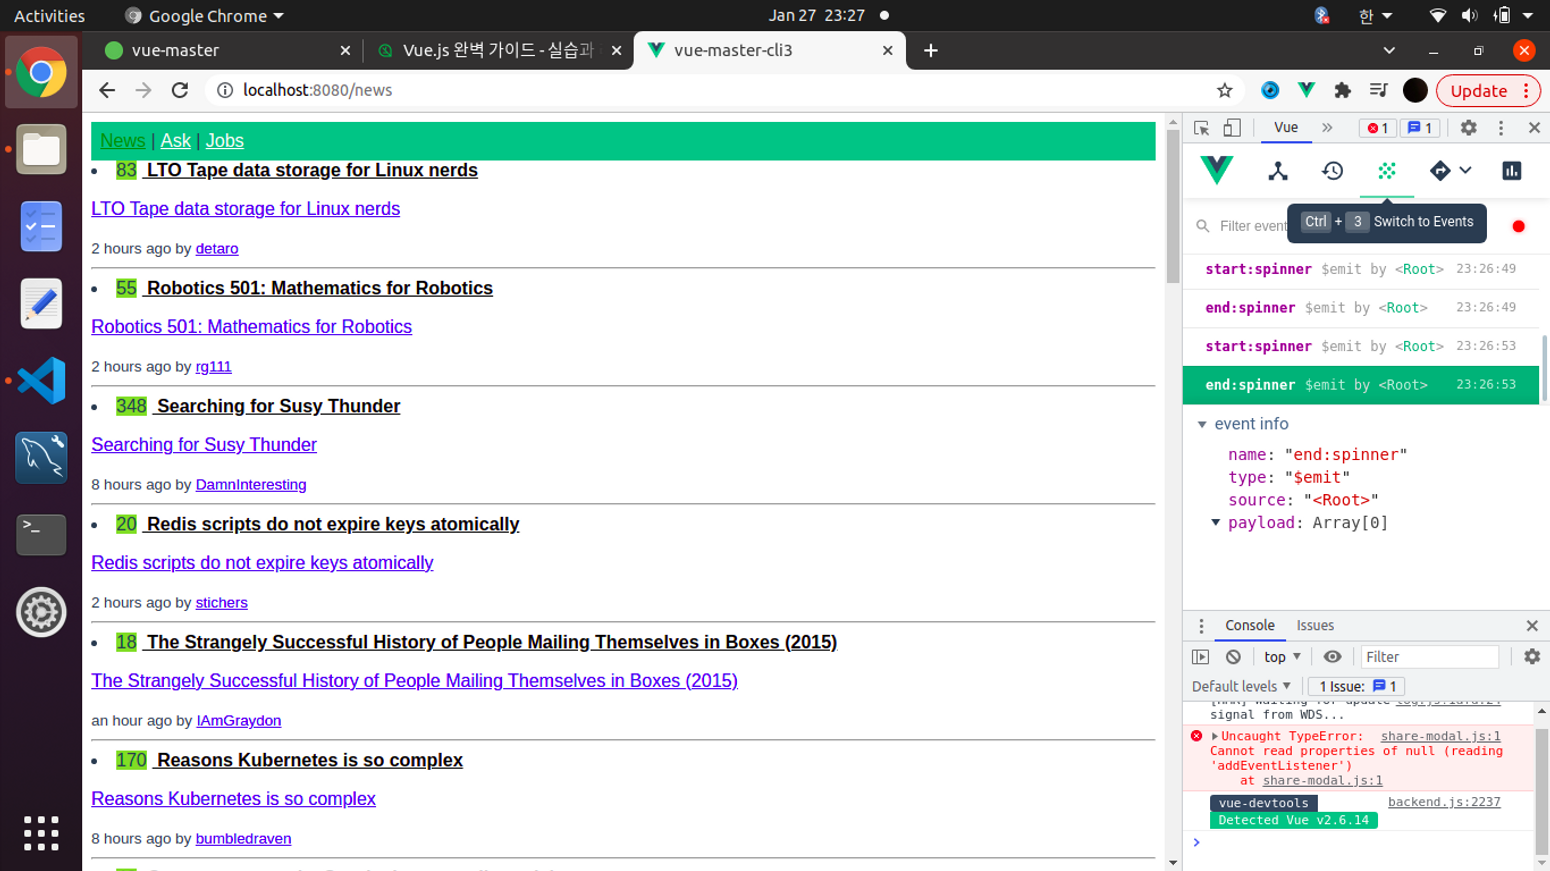 Activities
Google Chrome
Jan 27 23:27
한
vue-master
Vue.js 완벽 가이드 - 실습과
vue-master-cli3
localhost:8080/news
Update
News | Ask | Jobs
83 LTO Tape data storage for Linux nerds
LTO Tape data storage for Linux nerds
2 hours ago by detaro
55 Robotics 501: Mathematics for Robotics
Robotics 501: Mathematics for Robotics
2 hours ago by rg111
348 Searching for Susy Thunder
Searching for Susy Thunder
8 hours ago by DamnInteresting
20 Redis scripts do not expire keys atomically
Redis scripts do not expire keys atomically
2 hours ago by stichers
18 The Strangely Successful History of People Mailing Themselves in Boxes (2015)
The Strangely Successful History of People Mailing Themselves in Boxes (2015)
an hour ago by IAmGraydon
170 Reasons Kubernetes is so complex
Reasons Kubernetes is so complex
8 hours ago by bumbledraven
Vue
1
1
Filter event
Ctrl + 3 Switch to Events
start:spinner $emit by <Root> 23:26:49
end:spinner $emit by <Root> 23:26:49
start:spinner $emit by <Root> 23:26:53
end:spinner $emit by <Root> 23:26:53
event info
name: "end:spinner"
type: "$emit"
source: "<Root>"
payload: Array[0]
Console Issues
top
Filter
Default levels
1 Issue: 1
signal from WDS...
Uncaught TypeError: share-modal.js:1
Cannot read properties of null (reading
'addEventListener')
at share-modal.js:1
vue-devtools backend.js:2237
Detected Vue v2.6.14